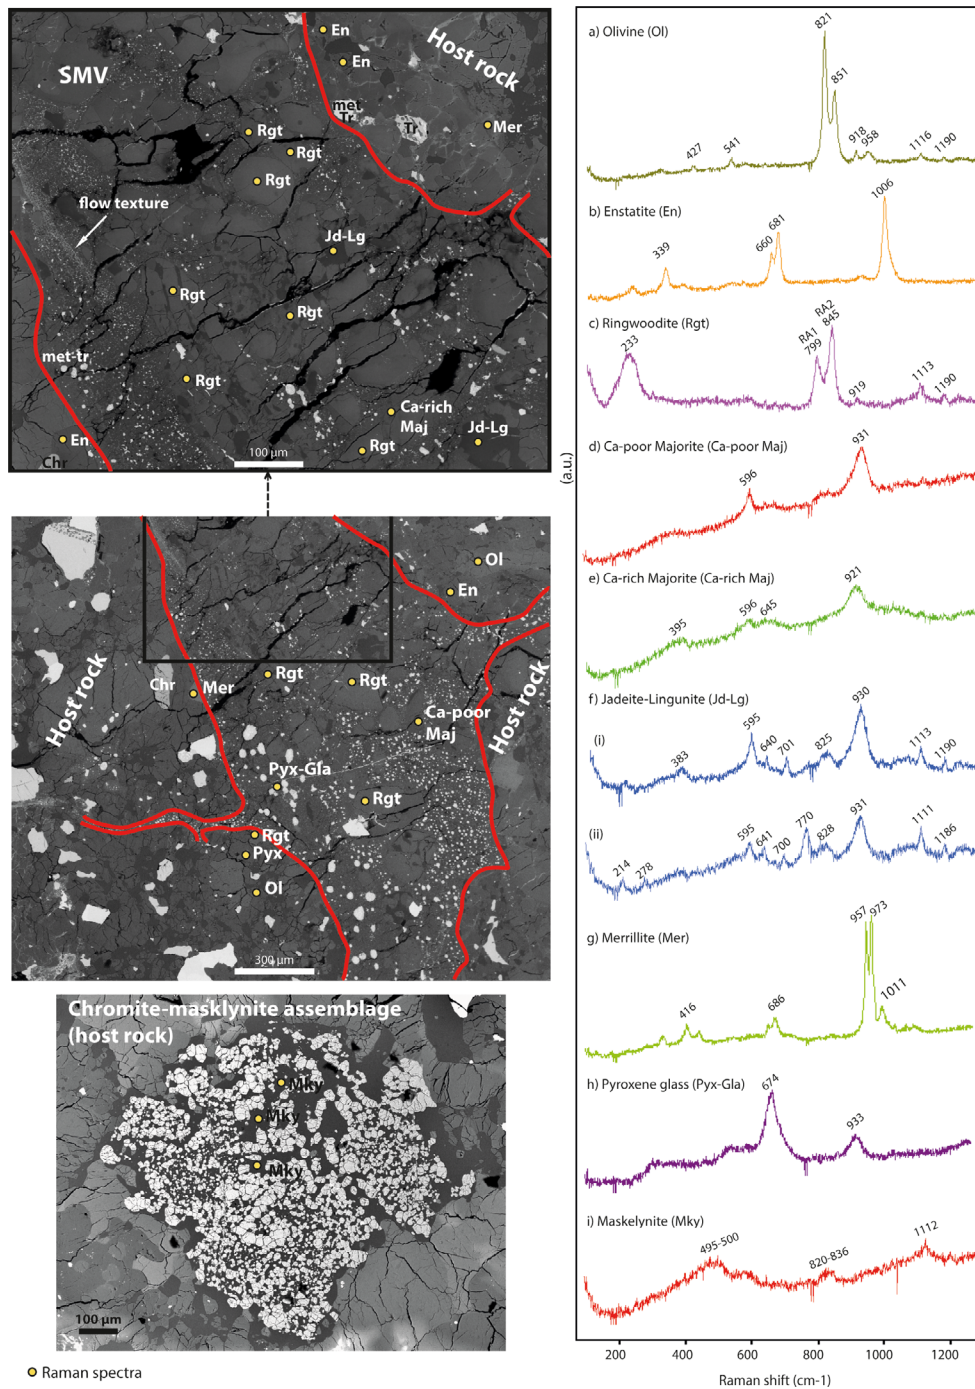 SMV
En
En
Host rock
met
Tr
Tr
Mer
Rgt
Rgt
Rgt
flow texture
Jd-Lg
Rgt
Rgt
met-tr
Rgt
Ca-rich
Maj
En
Rgt
Jd-Lg
Chr
100 µm
Ol
En
Host rock
Chr
Mer
Rgt
Rgt
Ca-poor
Maj
Host rock
Pyx-Gla
Rgt
Rgt
Pyx
Ol
300 µm
Chromite-masklynite assemblage
(host rock)
Mky
Mky
Mky
100 µm
Raman spectra
a) Olivine (Ol)
821
851
427
541
918
958
1116
1190
b) Enstatite (En)
1006
339
660
681
c) Ringwoodite (Rgt)
233
RA1
799
RA2
845
919
1113
1190
(a.u.)
d) Ca-poor Majorite (Ca-poor Maj)
596
931
e) Ca-rich Majorite (Ca-rich Maj)
395
596
645
921
f) Jadeite-Lingunite (Jd-Lg)
(i)
383
595
640
701
825
930
1113
1190
(ii)
214
278
595
641
700
770
828
931
1111
1186
g) Merrillite (Mer)
957
973
416
686
1011
h) Pyroxene glass (Pyx-Gla)
674
933
i) Maskelynite (Mky)
495-500
820-836
1112
200
400
600
800
1000
1200
Raman shift (cm-1)